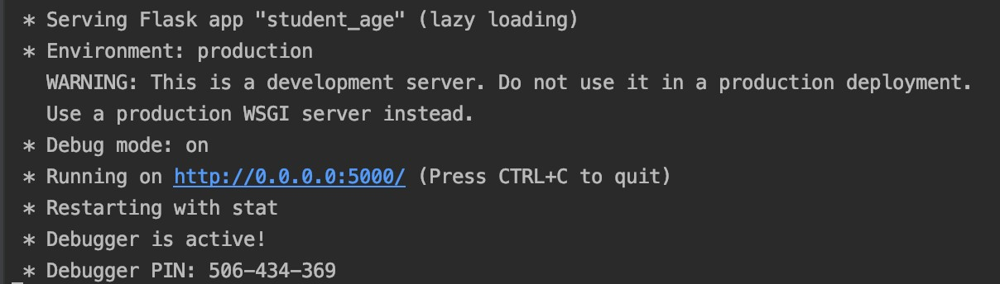 * Serving Flask app "student_age" (lazy loading)
* Environment: production
WARNING: This is a development server. Do not use it in a production deployment.
Use a production WSGI server instead.
* Debug mode: on
* Running on http://0.0.0.0:5000/ (Press CTRL+C to quit)
* Restarting with stat
* Debugger is active!
* Debugger PIN: 506-434-369